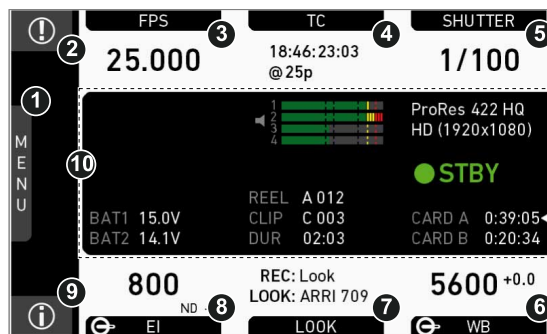 FPS
TC
SHUTTER
!
2
3
4
5
25.000
18:46:23:03
@ 25p
1/100
1
MENU
10
1
2
3
4
ProRes 422 HQ
HD (1920x1080)
STBY
REEL A 012
BAT1 15.0V
CLIP C 003
CARD A 0:39:05
BAT2 14.1V
DUR 02:03
CARD B 0:20:34
9
800
REC: Look
5600 +0.0
ND
LOOK: ARRI 709
8
7
6
i
EI
LOOK
WB